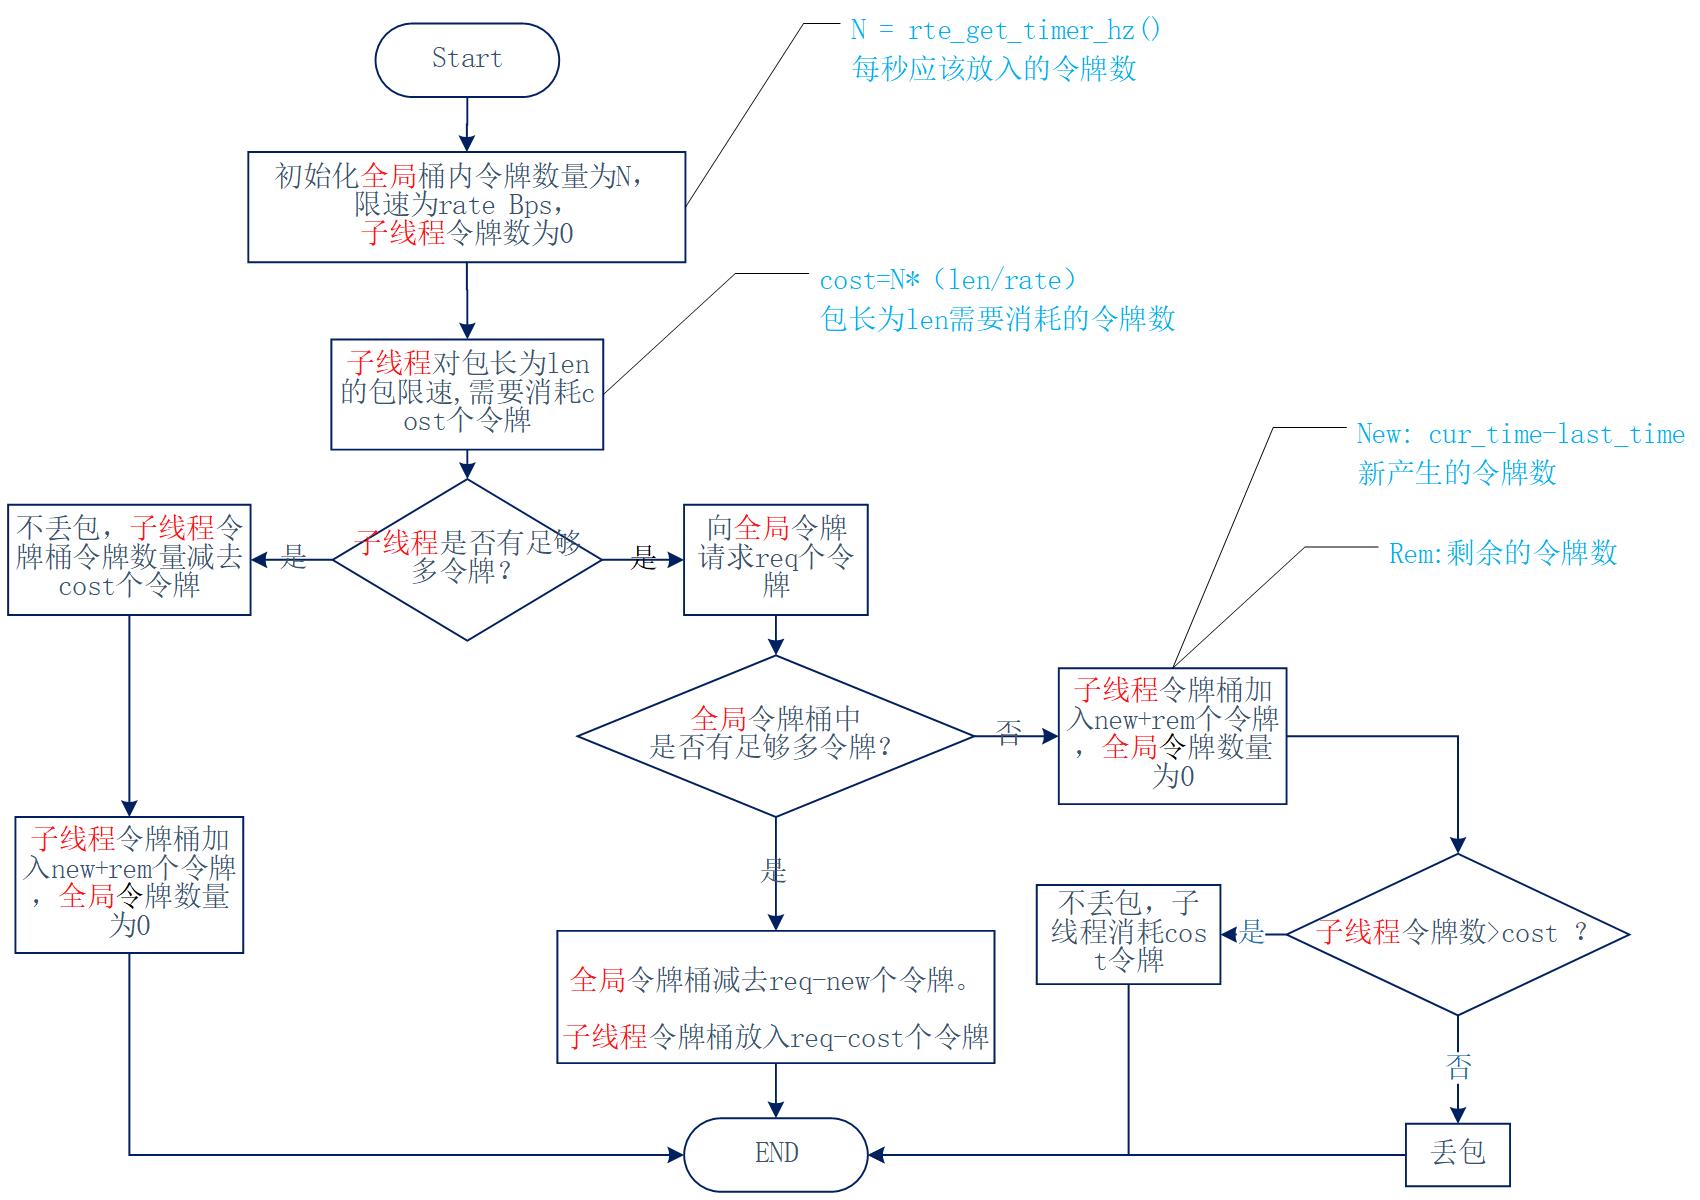 Start
N = rte_get_timer_hz()
每秒应该放入的令牌数
初始化全局桶内令牌数量为N，
限速为rate Bps，
子线程令牌数为0
cost=N*（len/rate）
包长为len需要消耗的令牌数
子线程对包长为len
的包限速,需要消耗c
ost个令牌
New: cur_time-last_time
新产生的令牌数
Rem:剩余的令牌数
不丢包，子线程令
牌桶令牌数量减去
cost个令牌
是
子线程是否有足够
多令牌？
是
向全局令牌
请求req个令
牌
全局令牌桶中
是否有足够多令牌？
否
子线程令牌桶加
入new+rem个令牌
，全局令牌数量
为0
子线程令牌桶加
入new+rem个令牌
，全局令牌数量
为0
是
不丢包，子
线程消耗cos
t令牌
是
子线程令牌数>cost ？
全局令牌桶减去req-new个令牌。
子线程令牌桶放入req-cost个令牌
否
END
丢包